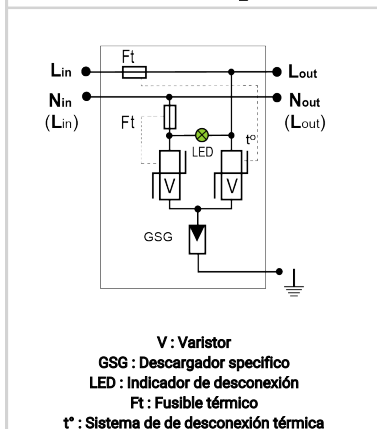 Ft
Lin
Lout
Nin
Nout
(Lin)
Ft
(Lout)
t°
LED
V
V
GSG
V : Varistor
GSG : Descargador specifico
LED : Indicador de desconexión
Ft : Fusible térmico
t° : Sistema de de desconexión térmica